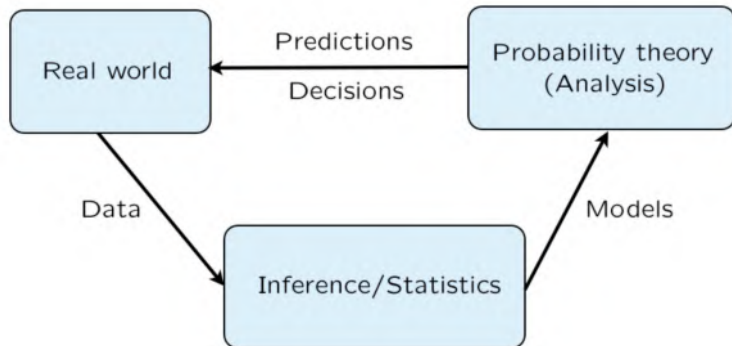 Real world
Predictions
Decisions
Probability theory
(Analysis)
Data
Models
Inference/Statistics